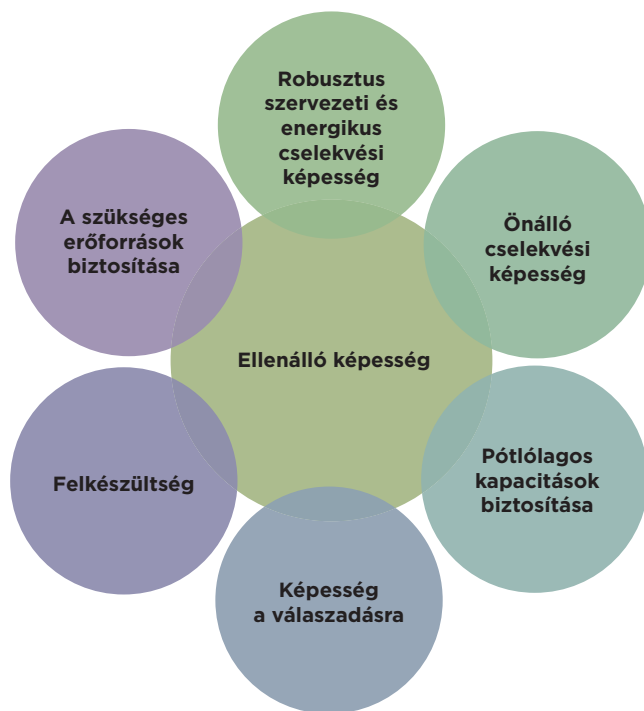 Robusztus
szervezeti és
energikus
cselekvési
képesség
A szükséges
erőforrások
biztosítása
Önálló
cselekvési
képesség
Ellenálló képesség
Felkészültség
Pótlólagos
kapacitások
biztosítása
Képesség
a válaszadásra